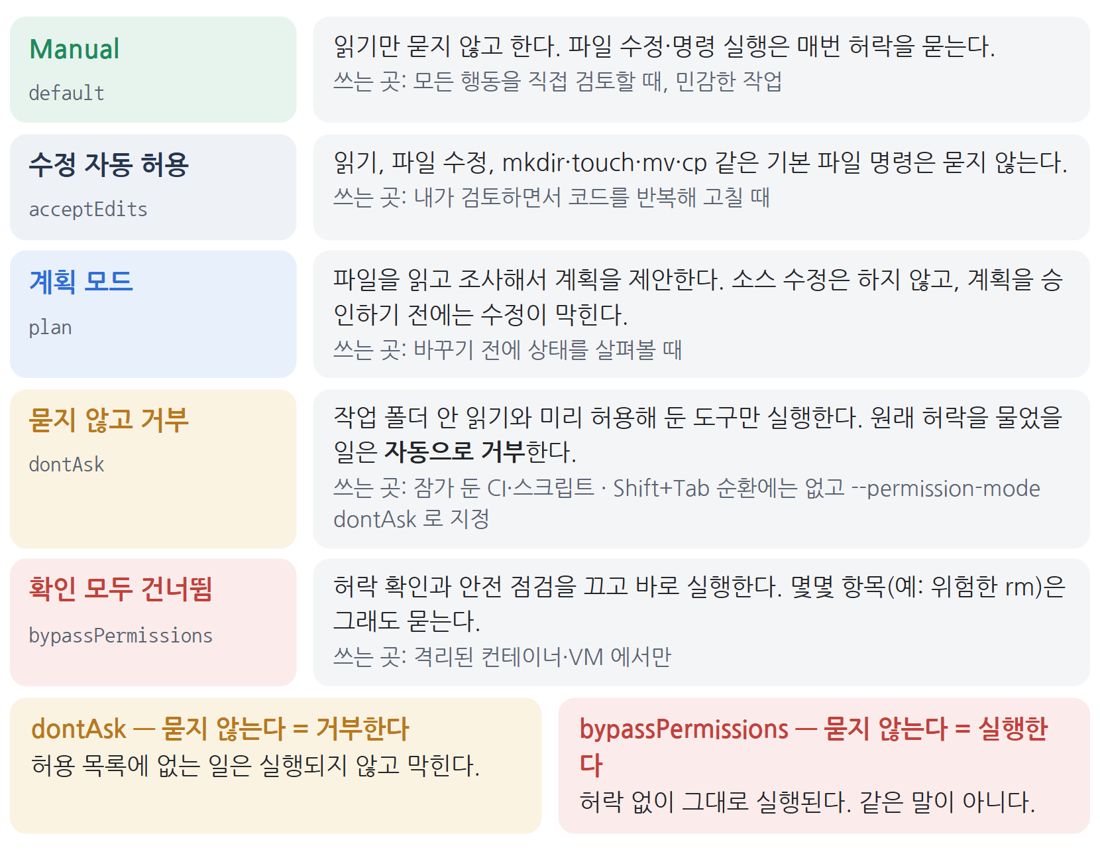 Manual
default
읽기만 묻지 않고 한다. 파일 수정·명령 실행은 매번 허락을 묻는다.
쓰는 곳: 모든 행동을 직접 검토할 때, 민감한 작업
수정 자동 허용
acceptEdits
읽기, 파일 수정, mkdir·touch·mv·cp 같은 기본 파일 명령은 묻지 않는다.
쓰는 곳: 내가 검토하면서 코드를 반복해 고칠 때
계획 모드
plan
파일을 읽고 조사해서 계획을 제안한다. 소스 수정은 하지 않고, 계획을 승
인하기 전에는 수정이 막힌다.
쓰는 곳: 바꾸기 전에 상태를 살펴볼 때
묻지 않고 거부
dontAsk
작업 폴더 안 읽기와 미리 허용해 둔 도구만 실행한다. 원래 허락을 물었을
일은 자동으로 거부한다.
쓰는 곳: 잠가 둔 CI·스크립트 · Shift+Tab 순환에는 없고 --permission-mode
dontAsk 로 지정
확인 모두 건너뜀
bypassPermissions
허락 확인과 안전 점검을 끄고 바로 실행한다. 몇몇 항목(예: 위험한 rm)은
그래도 묻는다.
쓰는 곳: 격리된 컨테이너·VM 에서만
dontAsk — 묻지 않는다 = 거부한다
허용 목록에 없는 일은 실행되지 않고 막힌다.
bypassPermissions — 묻지 않는다 = 실행한
다
허락 없이 그대로 실행된다. 같은 말이 아니다.